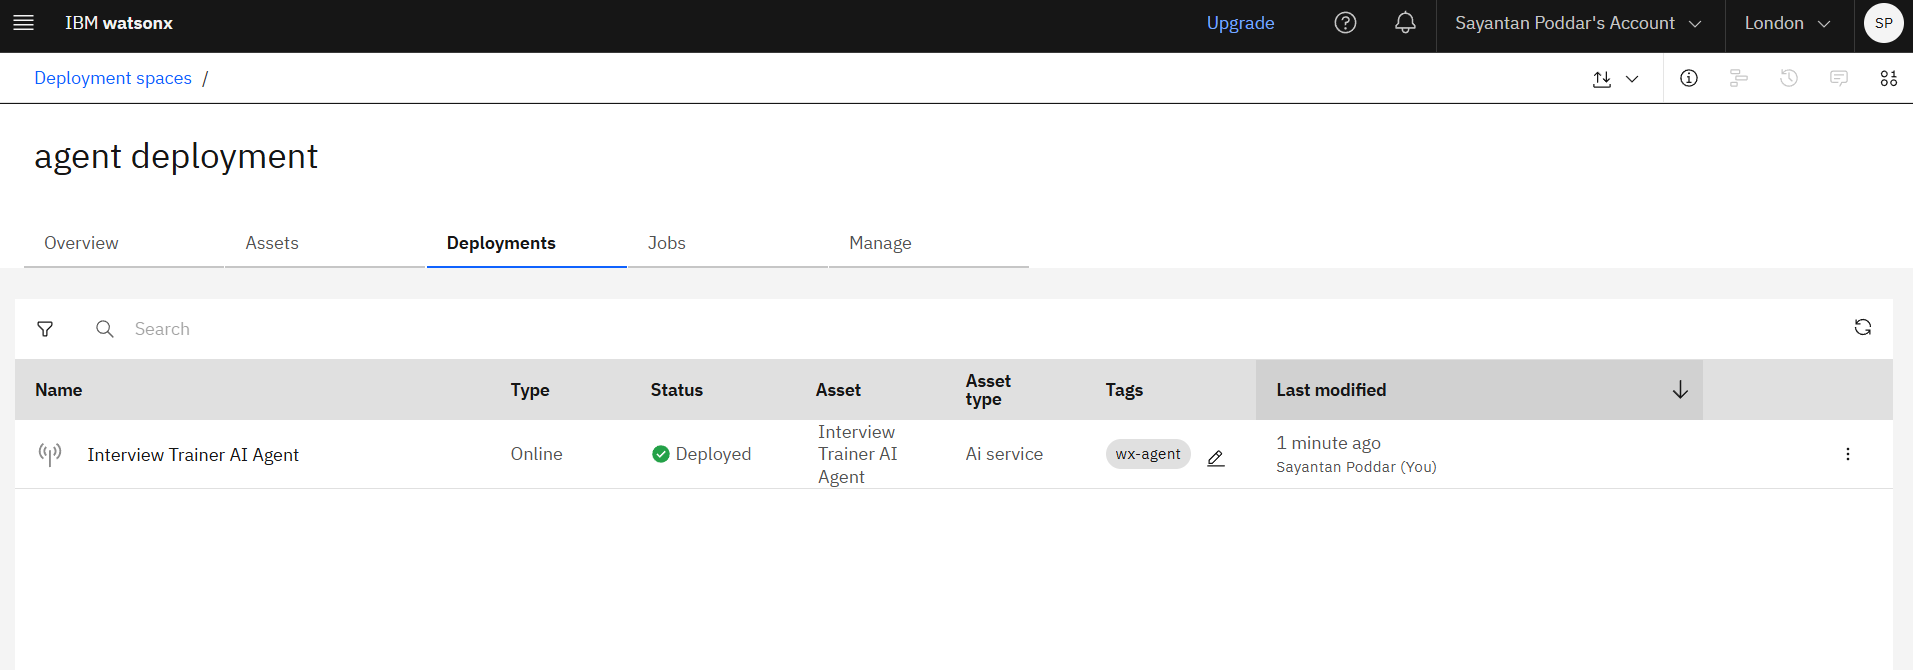 IBM watsonx
Upgrade
Sayantan Poddar's Account
London
SP
Deployment spaces /
agent deployment
Overview
Assets
Deployments
Jobs
Manage
Search
Name
Type
Status
Asset
Asset
type
Tags
Last modified
Interview Trainer AI Agent
Online
Deployed
Interview
Trainer AI
Agent
Ai service
wx-agent
1 minute ago
Sayantan Poddar (You)